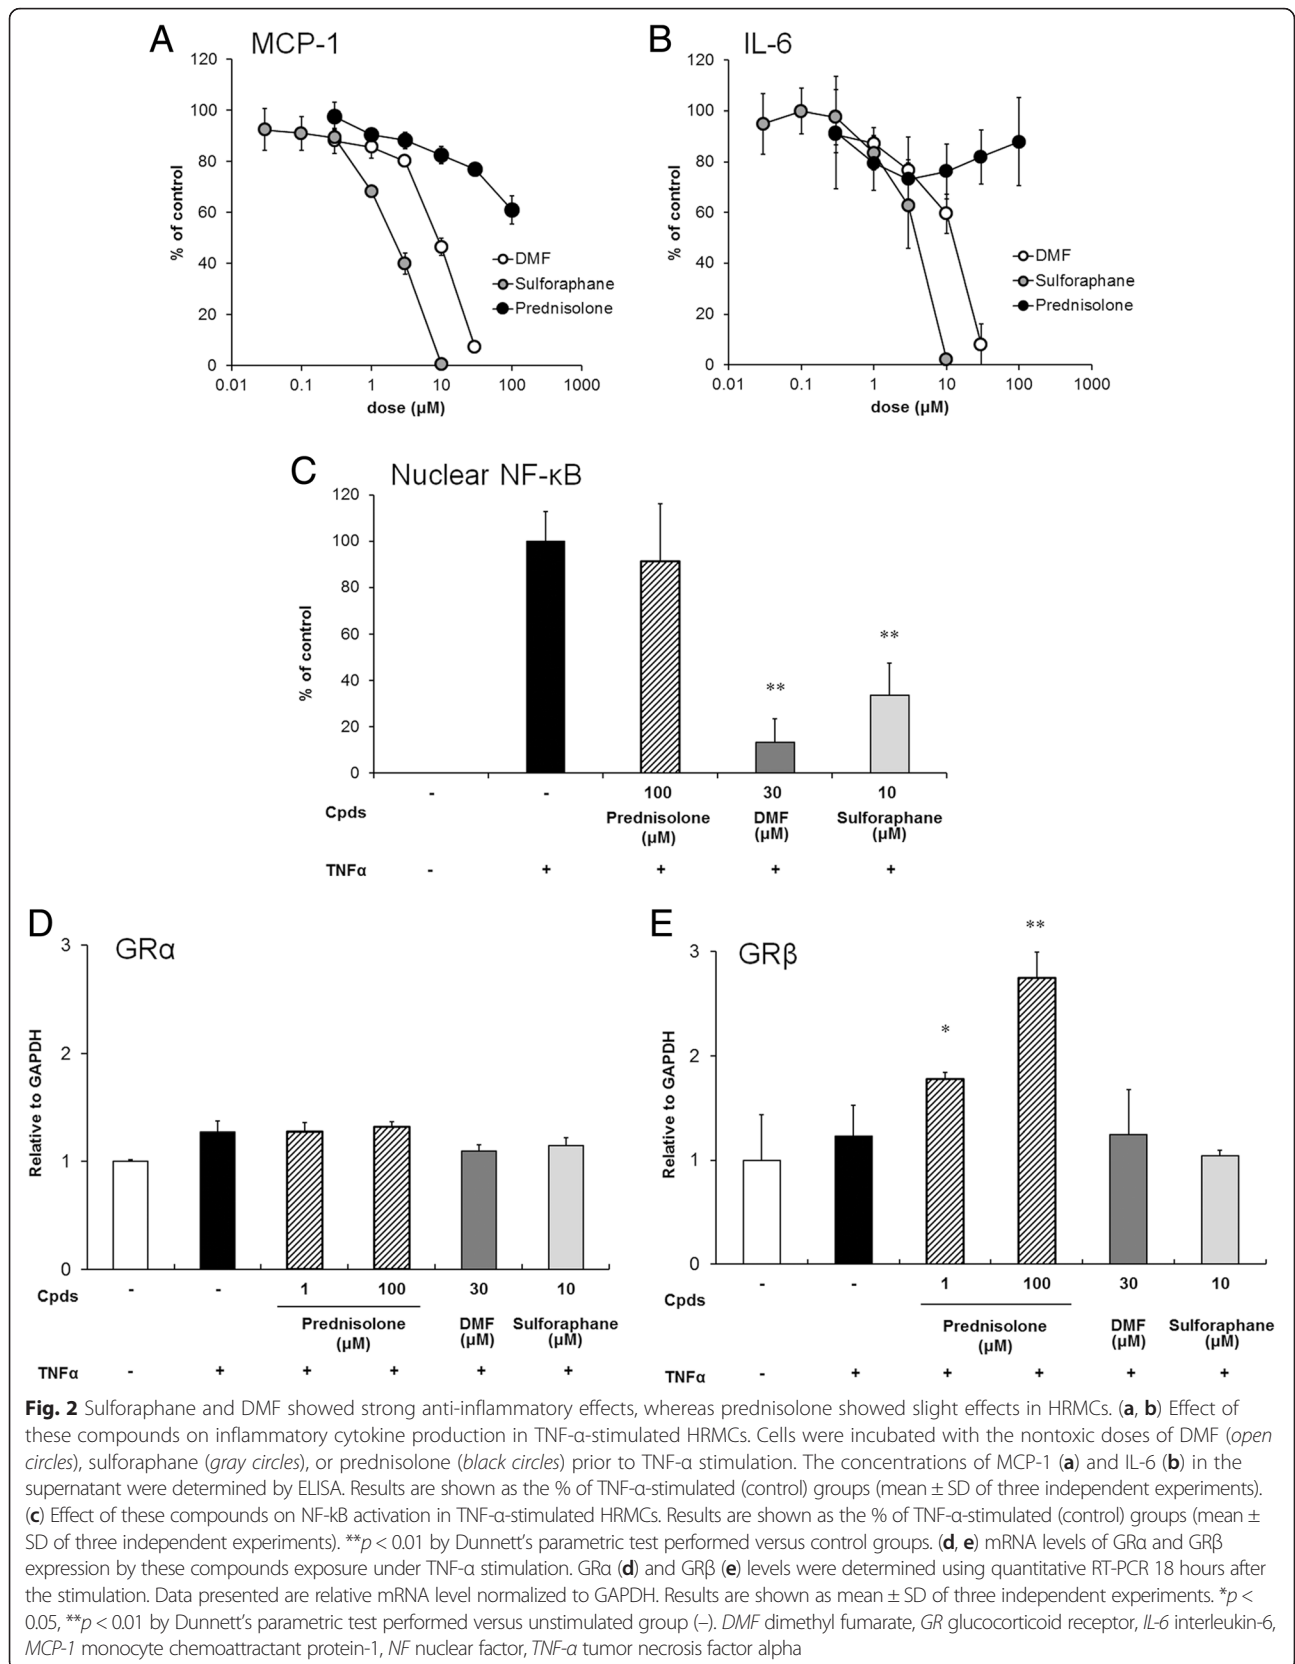 A MCP-1
120
100
80
60
40
20
0
% of control
DMF
Sulforaphane
Prednisolone
0.01 0.1 1 10 100 1000
dose (µM)
B IL-6
120
100
80
60
40
20
0
% of control
DMF
Sulforaphane
Prednisolone
0.01 0.1 1 10 100 1000
dose (µM)
C Nuclear NF-κB
120
100
80
60
40
20
0
% of control
** **
- - 100 30 10
Cpds
Prednisolone DMF Sulforaphane
(µM) (µM) (µM)
TNFα - + + + +
D GRα
3
2
1
0
Relative to GAPDH
- - 1 100 30 10
Cpds
Prednisolone DMF Sulforaphane
(µM) (µM) (µM)
TNFα - + + + + +
E GRβ
3
2
1
0
Relative to GAPDH
* **
- - 1 100 30 10
Cpds
Prednisolone DMF Sulforaphane
(µM) (µM) (µM)
TNFα - + + + + +
Fig. 2 Sulforaphane and DMF showed strong anti-inflammatory effects, whereas prednisolone showed slight effects in HRMCs. (a, b) Effect of
these compounds on inflammatory cytokine production in TNF-α-stimulated HRMCs. Cells were incubated with the nontoxic doses of DMF (open
circles), sulforaphane (gray circles), or prednisolone (black circles) prior to TNF-α stimulation. The concentrations of MCP-1 (a) and IL-6 (b) in the
supernatant were determined by ELISA. Results are shown as the % of TNF-α-stimulated (control) groups (mean ± SD of three independent experiments).
(c) Effect of these compounds on NF-kB activation in TNF-α-stimulated HRMCs. Results are shown as the % of TNF-α-stimulated (control) groups (mean ±
SD of three independent experiments). **p < 0.01 by Dunnett's parametric test performed versus control groups. (d, e) mRNA levels of GRα and GRβ
expression by these compounds exposure under TNF-α stimulation. GRα (d) and GRβ (e) levels were determined using quantitative RT-PCR 18 hours after
the stimulation. Data presented are relative mRNA level normalized to GAPDH. Results are shown as mean ± SD of three independent experiments. *p <
0.05, **p < 0.01 by Dunnett's parametric test performed versus unstimulated group (–). DMF dimethyl fumarate, GR glucocorticoid receptor, IL-6 interleukin-6,
MCP-1 monocyte chemoattractant protein-1, NF nuclear factor, TNF-α tumor necrosis factor alpha